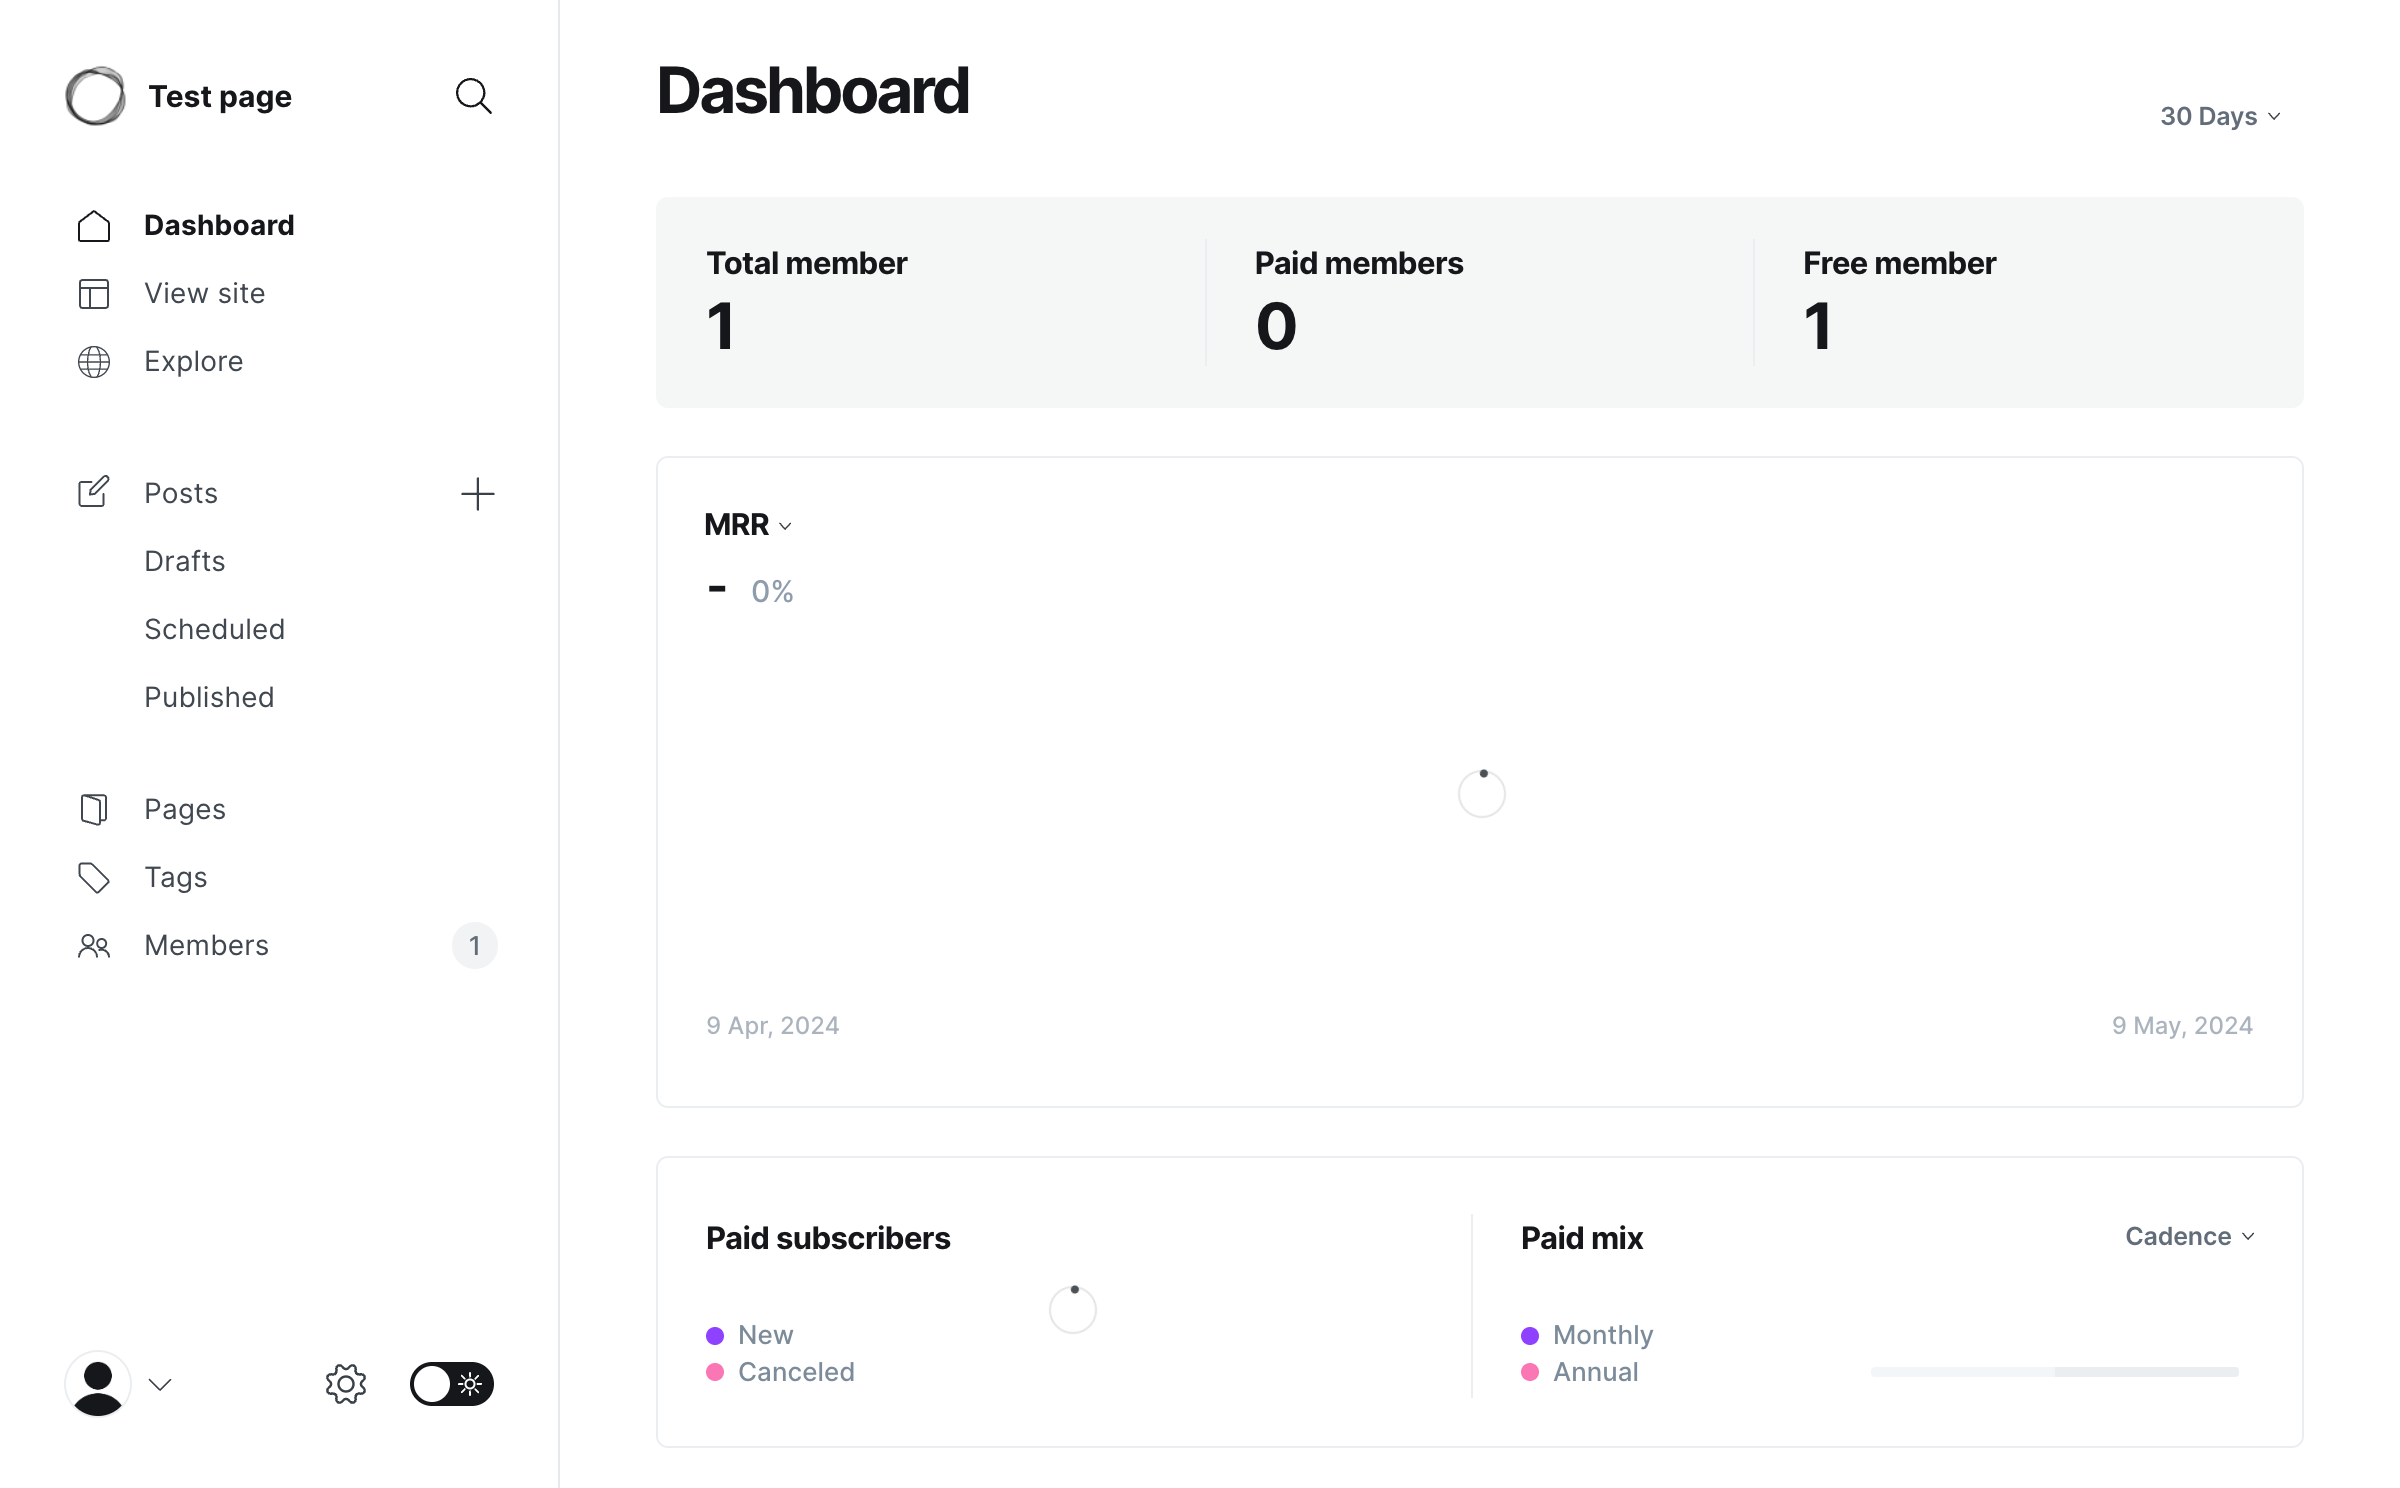 Test page
Dashboard
View site
Explore
Posts
Drafts
Scheduled
Published
Pages
Tags
Members
1
Dashboard
30 Days
Total member
1
Paid members
0
Free member
1
MRR
- 0%
9 Apr, 2024
9 May, 2024
Paid subscribers
New
Canceled
Paid mix
Cadence
Monthly
Annual